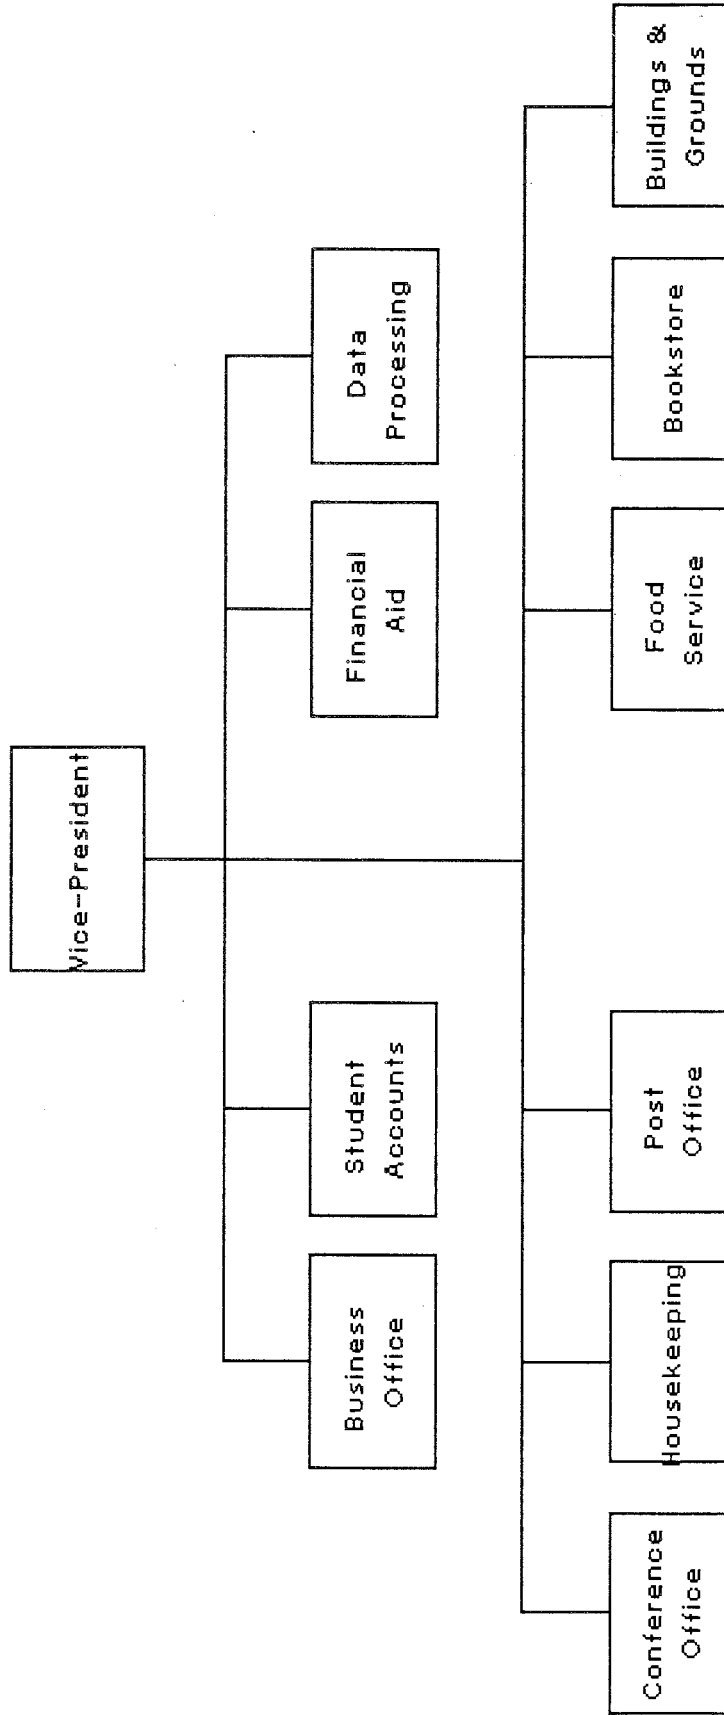 Vice-President
Business
Office
Student
Accounts
Financial
Aid
Data
Processing
Conference
Office
Housekeeping
Post
Office
Food
Service
Bookstore
Buildings &
Grounds